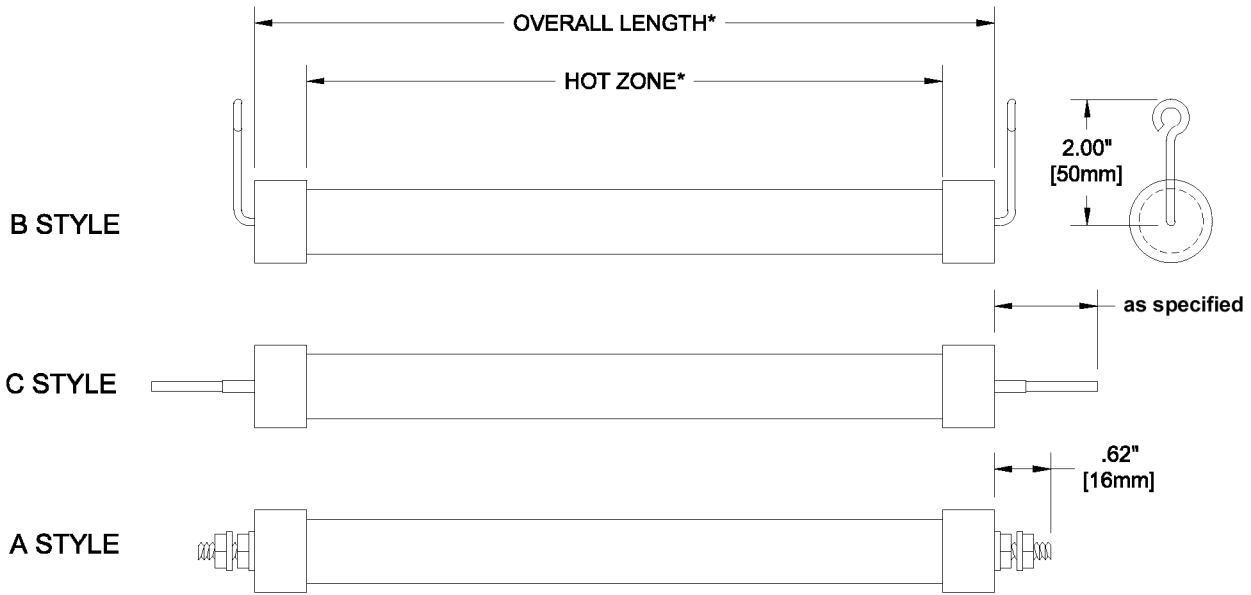 OVERALL LENGTH*
HOT ZONE*
2.00"
[50mm]
B STYLE
as specified
C STYLE
.62"
[16mm]
A STYLE